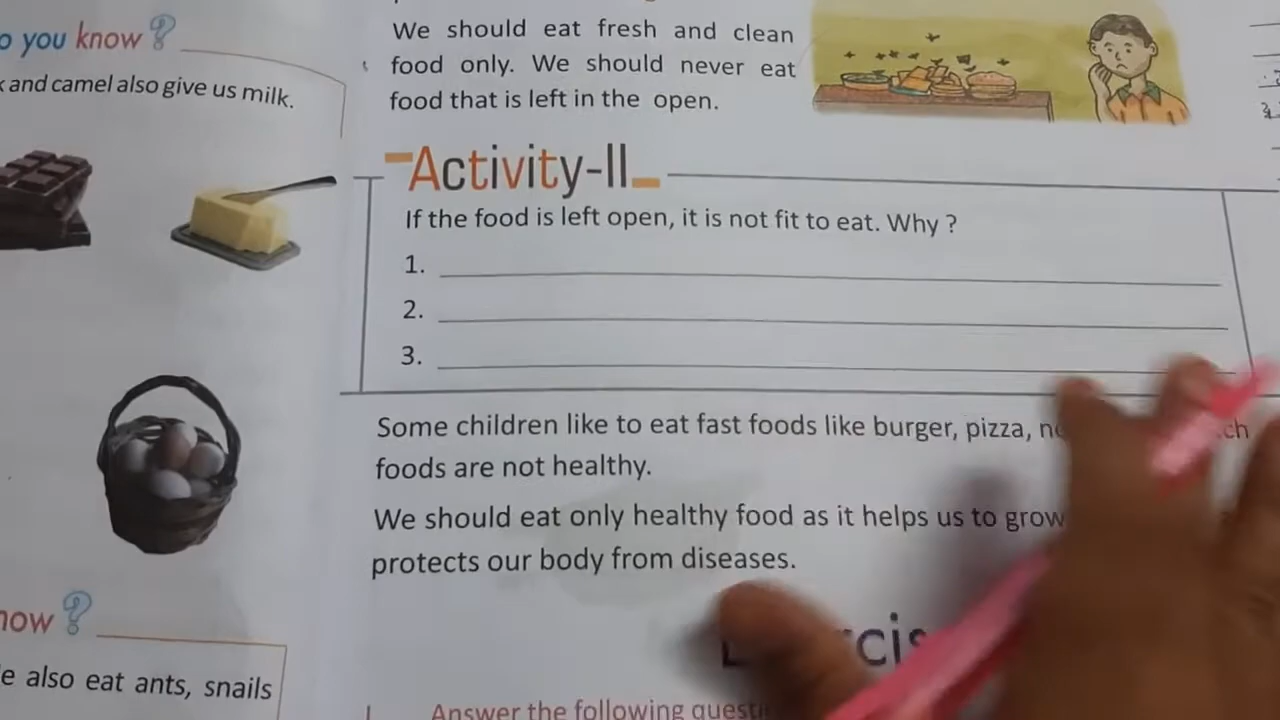 o you know?
and camel also give us milk.
now?
e also eat ants, snails
We should eat fresh and clean
food only. We should never eat
food that is left in the open.
Activity-II
If the food is left open, it is not fit to eat. Why ?
1.
2.
3.
Some children like to eat fast foods like burger, pizza,
foods are not healthy.
We should eat only healthy food as it helps us to grow
protects our body from diseases.
Answer the following